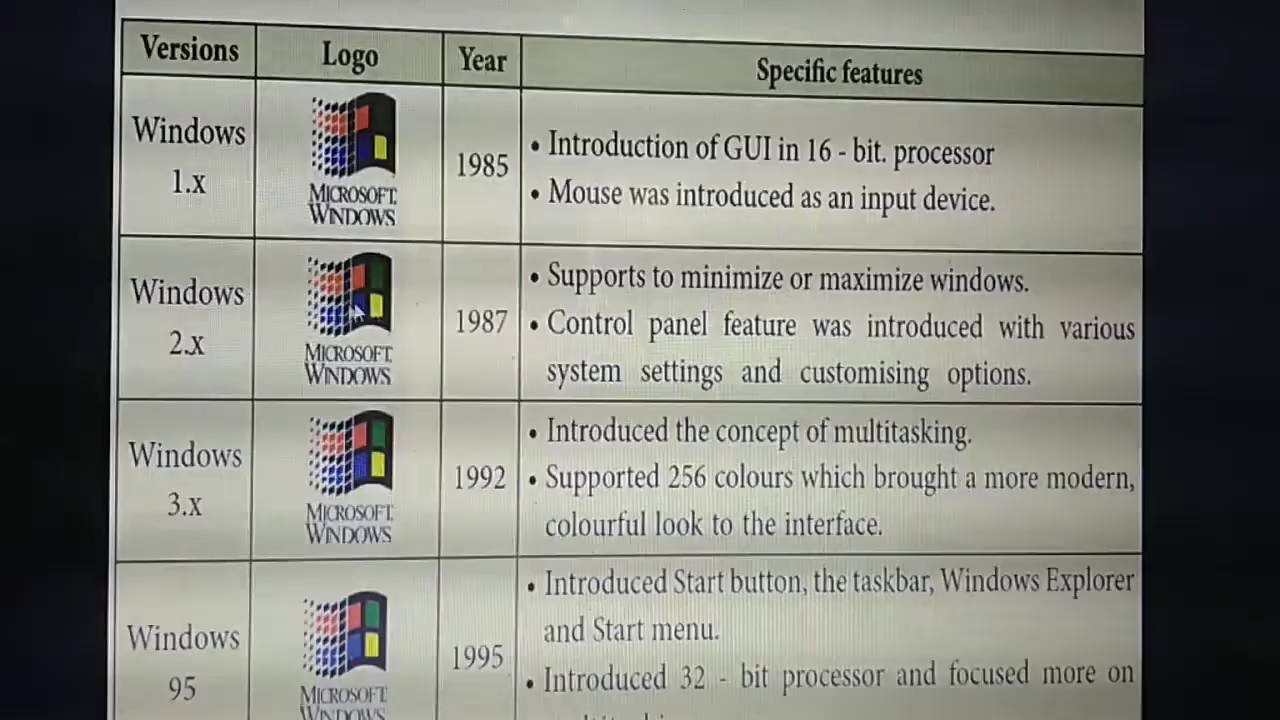 Versions Logo Year Specific features
Windows 1.x
MICROSOFT.
WINDOWS
1985
• Introduction of GUI in 16 - bit. processor
• Mouse was introduced as an input device.
Windows 2.x
MICROSOFT.
WINDOWS
1987
• Supports to minimize or maximize windows.
• Control panel feature was introduced with various
system settings and customising options.
Windows 3.x
MICROSOFT.
WINDOWS
1992
• Introduced the concept of multitasking.
• Supported 256 colours which brought a more modern,
colourful look to the interface.
Windows 95
MICROSOFT.
WINDOWS
1995
• Introduced Start button, the taskbar, Windows Explorer
and Start menu.
• Introduced 32 - bit processor and focused more on